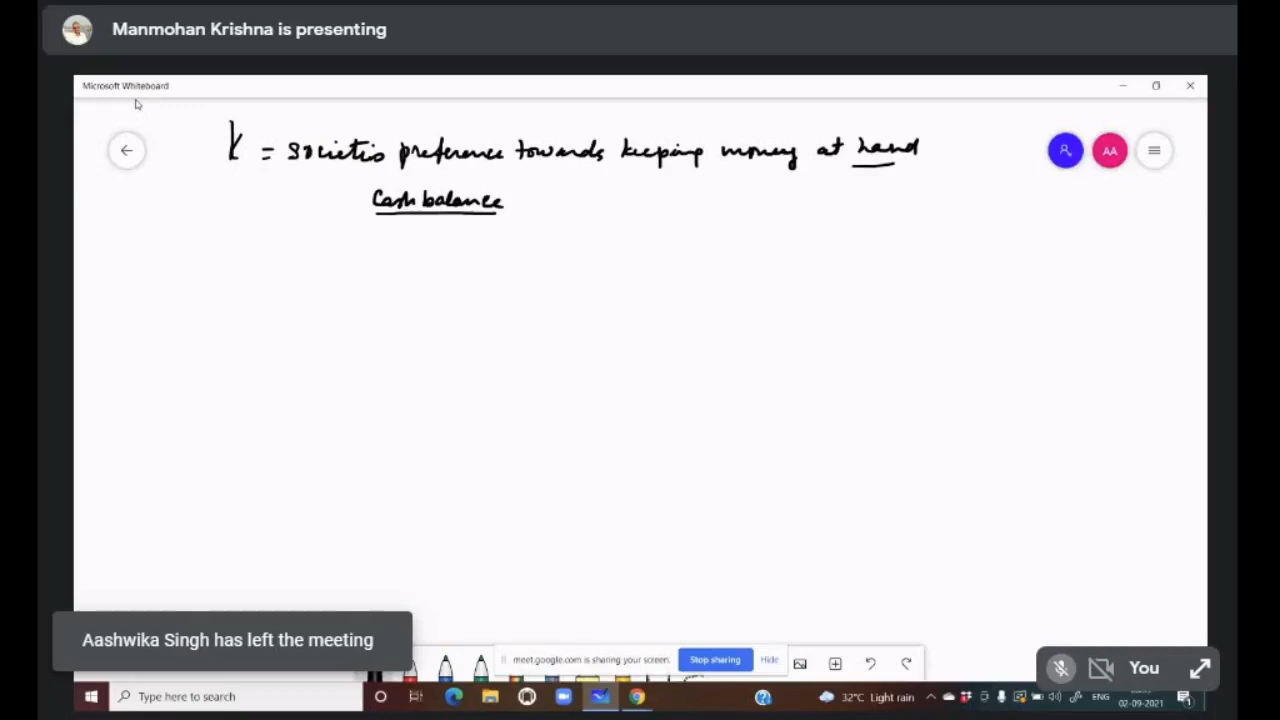 Manmohan Krishna is presenting
Microsoft Whiteboard
k = societis preference towards keeping money at hand
AA
Cash balance
Aashwika Singh has left the meeting
meet.google.com is sharing your screen.
Stop sharing
Hide
You
Type here to search
32°C Light rain
ENG
02-09-2021